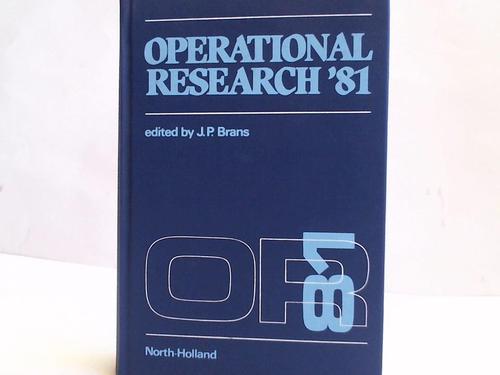 OPERATIONAL
RESEARCH '81
edited by J.P. Brans
OR
'81
North-Holland